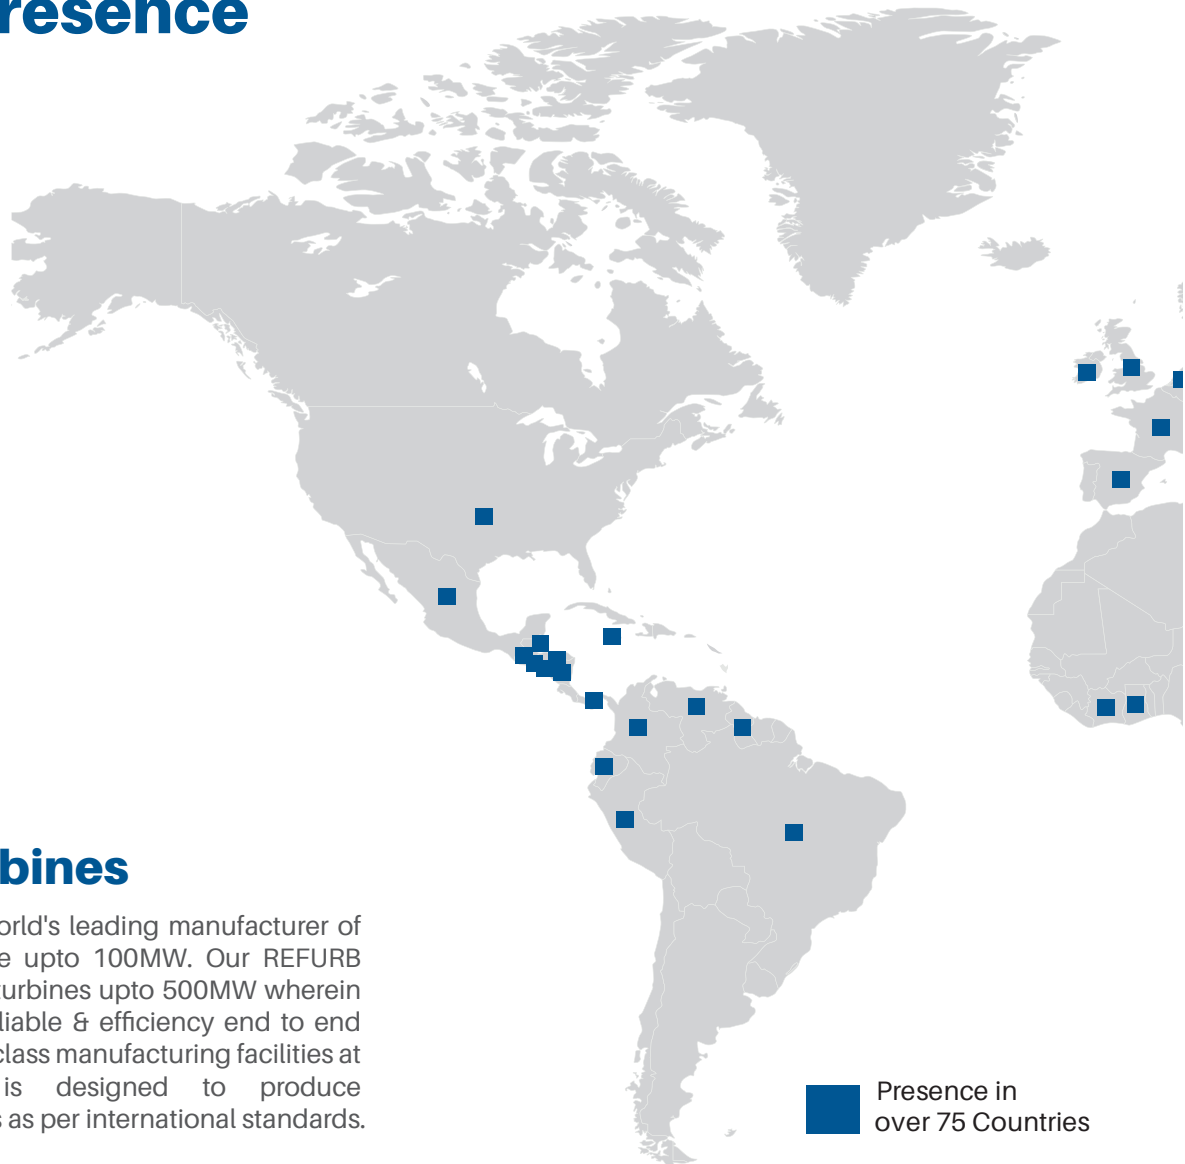 resence
bines
orld's leading manufacturer of
e upto 100MW. Our REFURB
turbines upto 500MW wherein
liable & efficiency end to end
class manufacturing facilities at
is designed to produce
s as per international standards.
Presence in
over 75 Countries